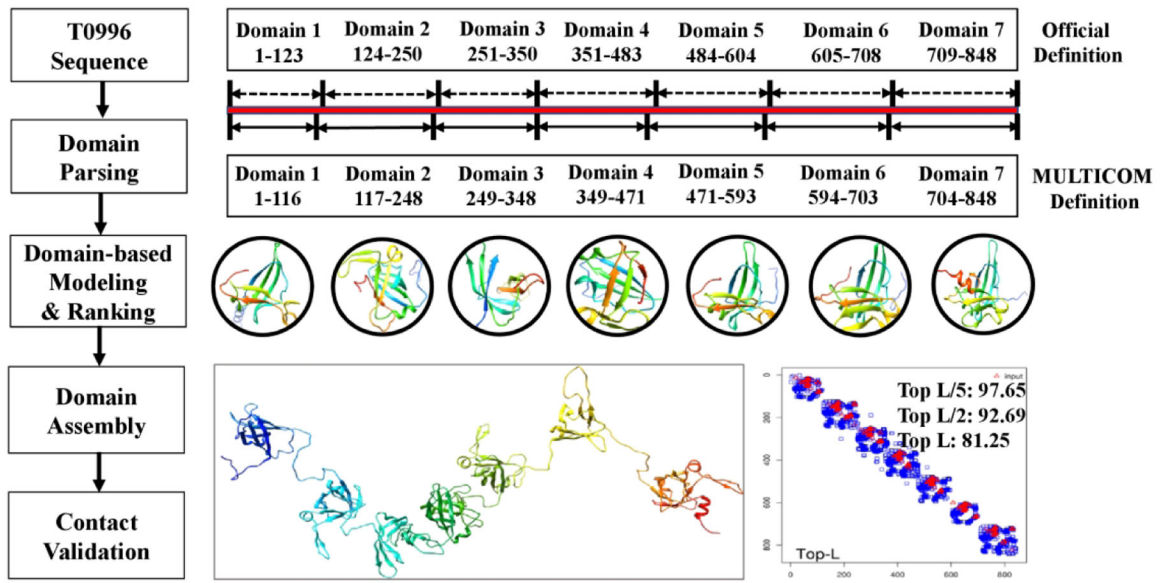 T0996
Sequence
Domain
Parsing
Domain-based
Modeling
& Ranking
Domain
Assembly
Contact
Validation
Domain 1 Domain 2 Domain 3 Domain 4 Domain 5 Domain 6 Domain 7
1-123 124-250 251-350 351-483 484-604 605-708 709-848
Official
Definition
Domain 1 Domain 2 Domain 3 Domain 4 Domain 5 Domain 6 Domain 7
1-116 117-248 249-348 349-471 471-593 594-703 704-848
MULTICOM
Definition
input
Top L/5: 97.65
Top L/2: 92.69
Top L: 81.25
Top-L
0
200
400
600
800
0 200 400 600 800